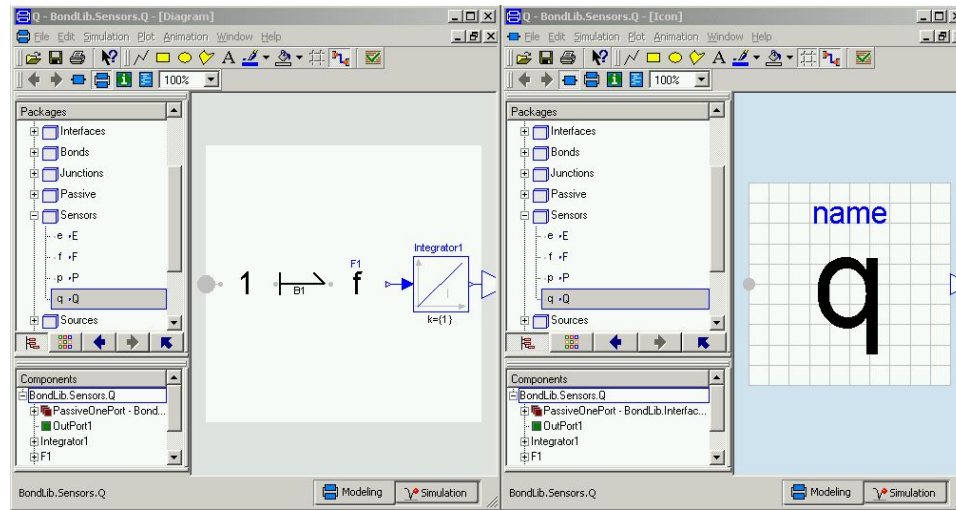 Q - BondLib.Sensors.Q - [Diagram]
File Edit Simulation Plot Animation Window Help
A
100%
Packages
Interfaces
Bonds
Junctions
Passive
Sensors
e E
f F
p P
q Q
Sources
1
B1
F1
f
Integrator1
I
k={1}
Components
BondLib.Sensors.Q
PassiveOnePort - Bond...
OutPort1
Integrator1
F1
BondLib.Sensors.Q
Modeling
Simulation
Q - BondLib.Sensors.Q - [Icon]
File Edit Simulation Plot Animation Window Help
A
100%
Packages
Interfaces
Bonds
Junctions
Passive
Sensors
e E
f F
p P
q Q
Sources
name
q
Components
BondLib.Sensors.Q
PassiveOnePort - BondLib.Interfac...
OutPort1
Integrator1
F1
BondLib.Sensors.Q
Modeling
Simulation